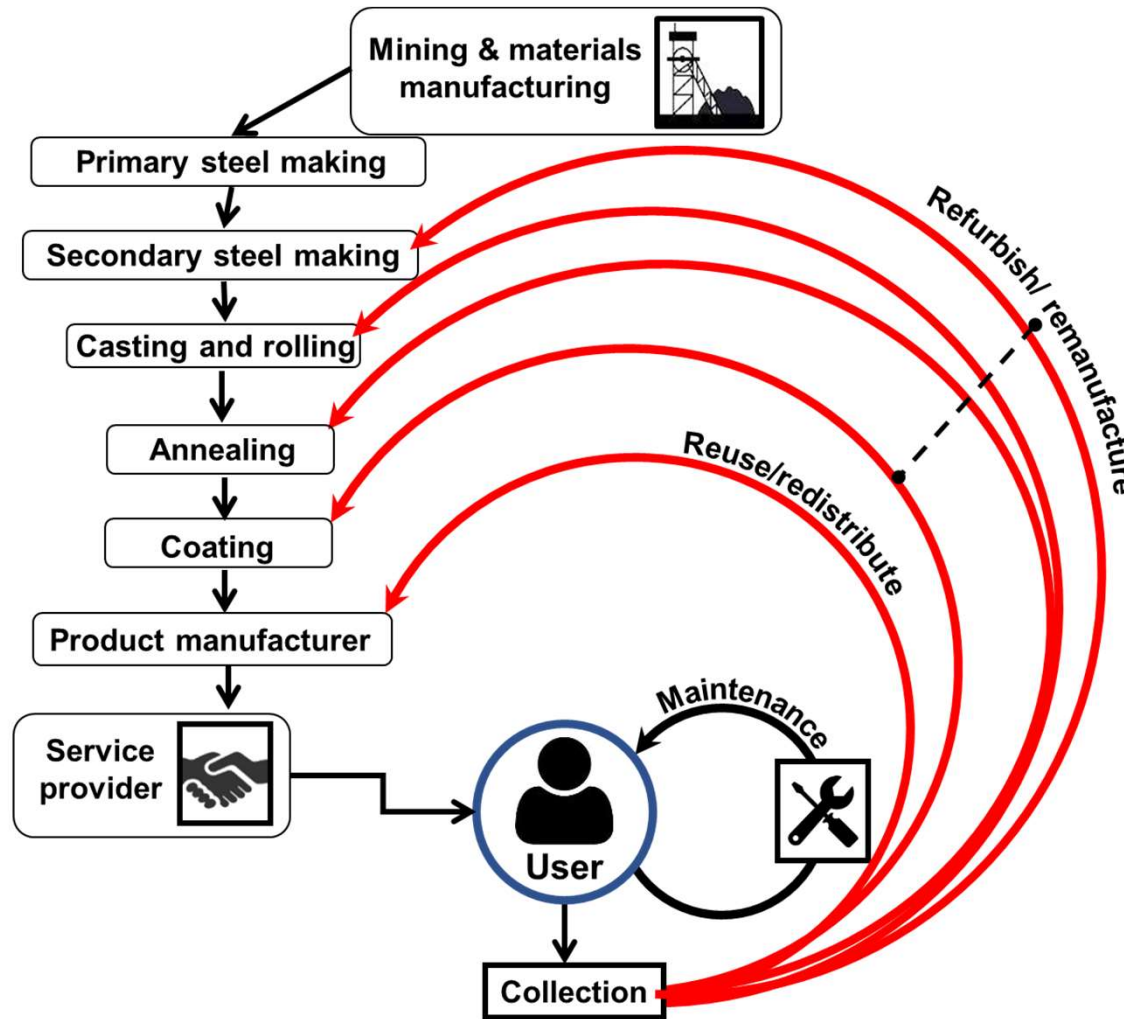 Mining & materials
manufacturing
Primary steel making
Secondary steel making
Casting and rolling
Annealing
Coating
Product manufacturer
Service
provider
User
Collection
Maintenance
Reuse/redistribute
Refurbish/ remanufacture